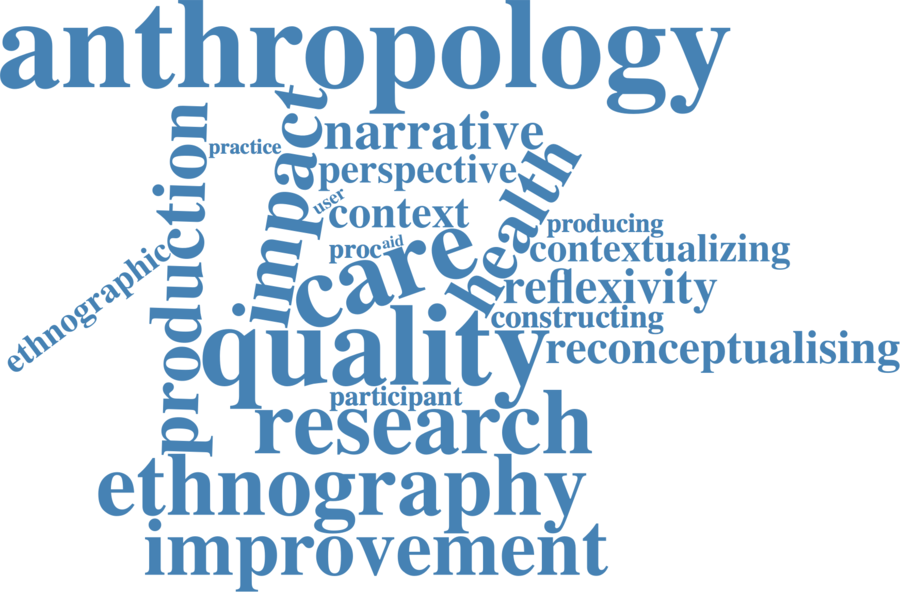 anthropology
production
practice
impact
narrative
perspective
user
context
health
proc
aid
care
producing
contextualizing
reflexivity
constructing
ethnographic
quality
reconceptualising
participant
research
ethnography
improvement